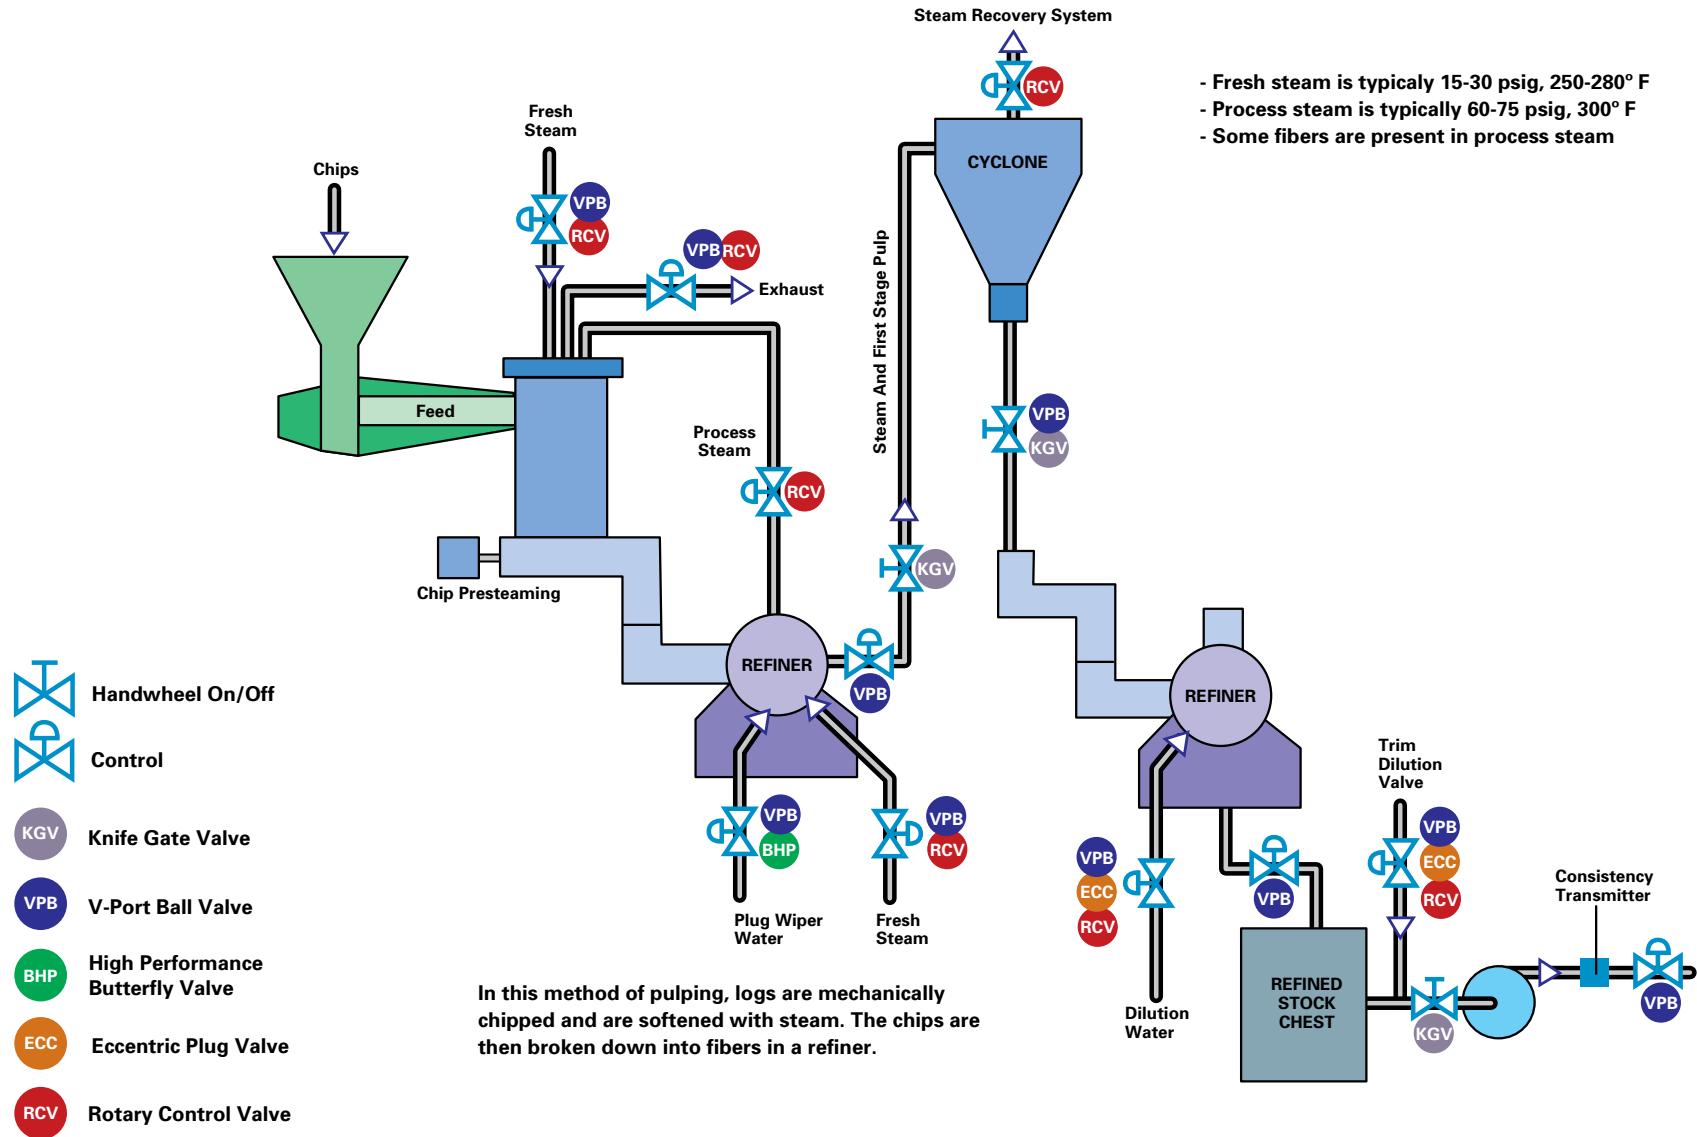 Steam Recovery System
RCV
- Fresh steam is typicaly 15-30 psig, 250-280º F
- Process steam is typically 60-75 psig, 300º F
- Some fibers are present in process steam
Fresh
Steam
VPB
RCV
Chips
CYCLONE
VPB
RCV
Exhaust
Steam And First Stage Pulp
Feed
Process
Steam
RCV
VPB
KGV
KGV
Chip Presteaming
REFINER
VPB
REFINER
Handwheel On/Off
Control
KGV
Knife Gate Valve
VPB
V-Port Ball Valve
BHP
High Performance
Butterfly Valve
ECC
Eccentric Plug Valve
RCV
Rotary Control Valve
VPB
BHP
Plug Wiper
Water
VPB
RCV
Fresh
Steam
In this method of pulping, logs are mechanically
chipped and are softened with steam. The chips are
then broken down into fibers in a refiner.
VPB
ECC
RCV
Dilution
Water
VPB
Trim
Dilution
Valve
VPB
ECC
RCV
Consistency
Transmitter
REFINED
STOCK
CHEST
KGV
VPB